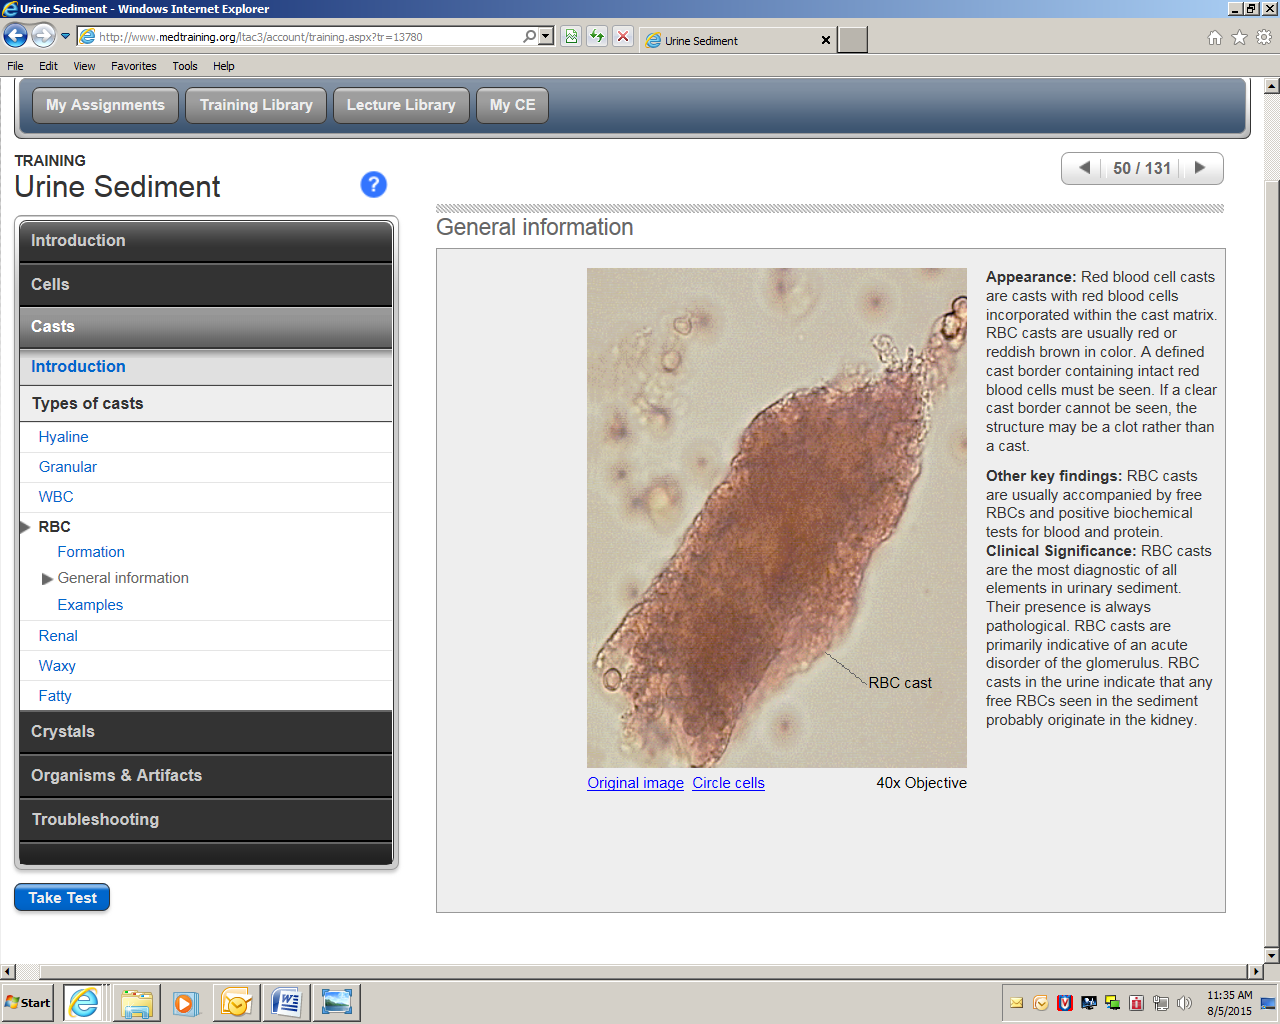 Urine Sediment - Windows Internet Explorer
http://www.medtraining.org/ltac3/account/training.aspx?tr=13780
Urine Sediment
File Edit View Favorites Tools Help
My Assignments Training Library Lecture Library My CE
TRAINING
Urine Sediment
?
50 / 131
Introduction
Cells
Casts
Introduction
Types of casts
Hyaline
Granular
WBC
RBC
Formation
General information
Examples
Renal
Waxy
Fatty
Crystals
Organisms & Artifacts
Troubleshooting
Take Test
General information
RBC cast
Original image Circle cells 40x Objective
Appearance: Red blood cell casts
are casts with red blood cells
incorporated within the cast matrix.
RBC casts are usually red or
reddish brown in color. A defined
cast border containing intact red
blood cells must be seen. If a clear
cast border cannot be seen, the
structure may be a clot rather than
a cast.
Other key findings: RBC casts
are usually accompanied by free
RBCs and positive biochemical
tests for blood and protein.
Clinical Significance: RBC casts
are the most diagnostic of all
elements in urinary sediment.
Their presence is always
pathological. RBC casts are
primarily indicative of an acute
disorder of the glomerulus. RBC
casts in the urine indicate that any
free RBCs seen in the sediment
probably originate in the kidney.
Start
11:35 AM
8/5/2015